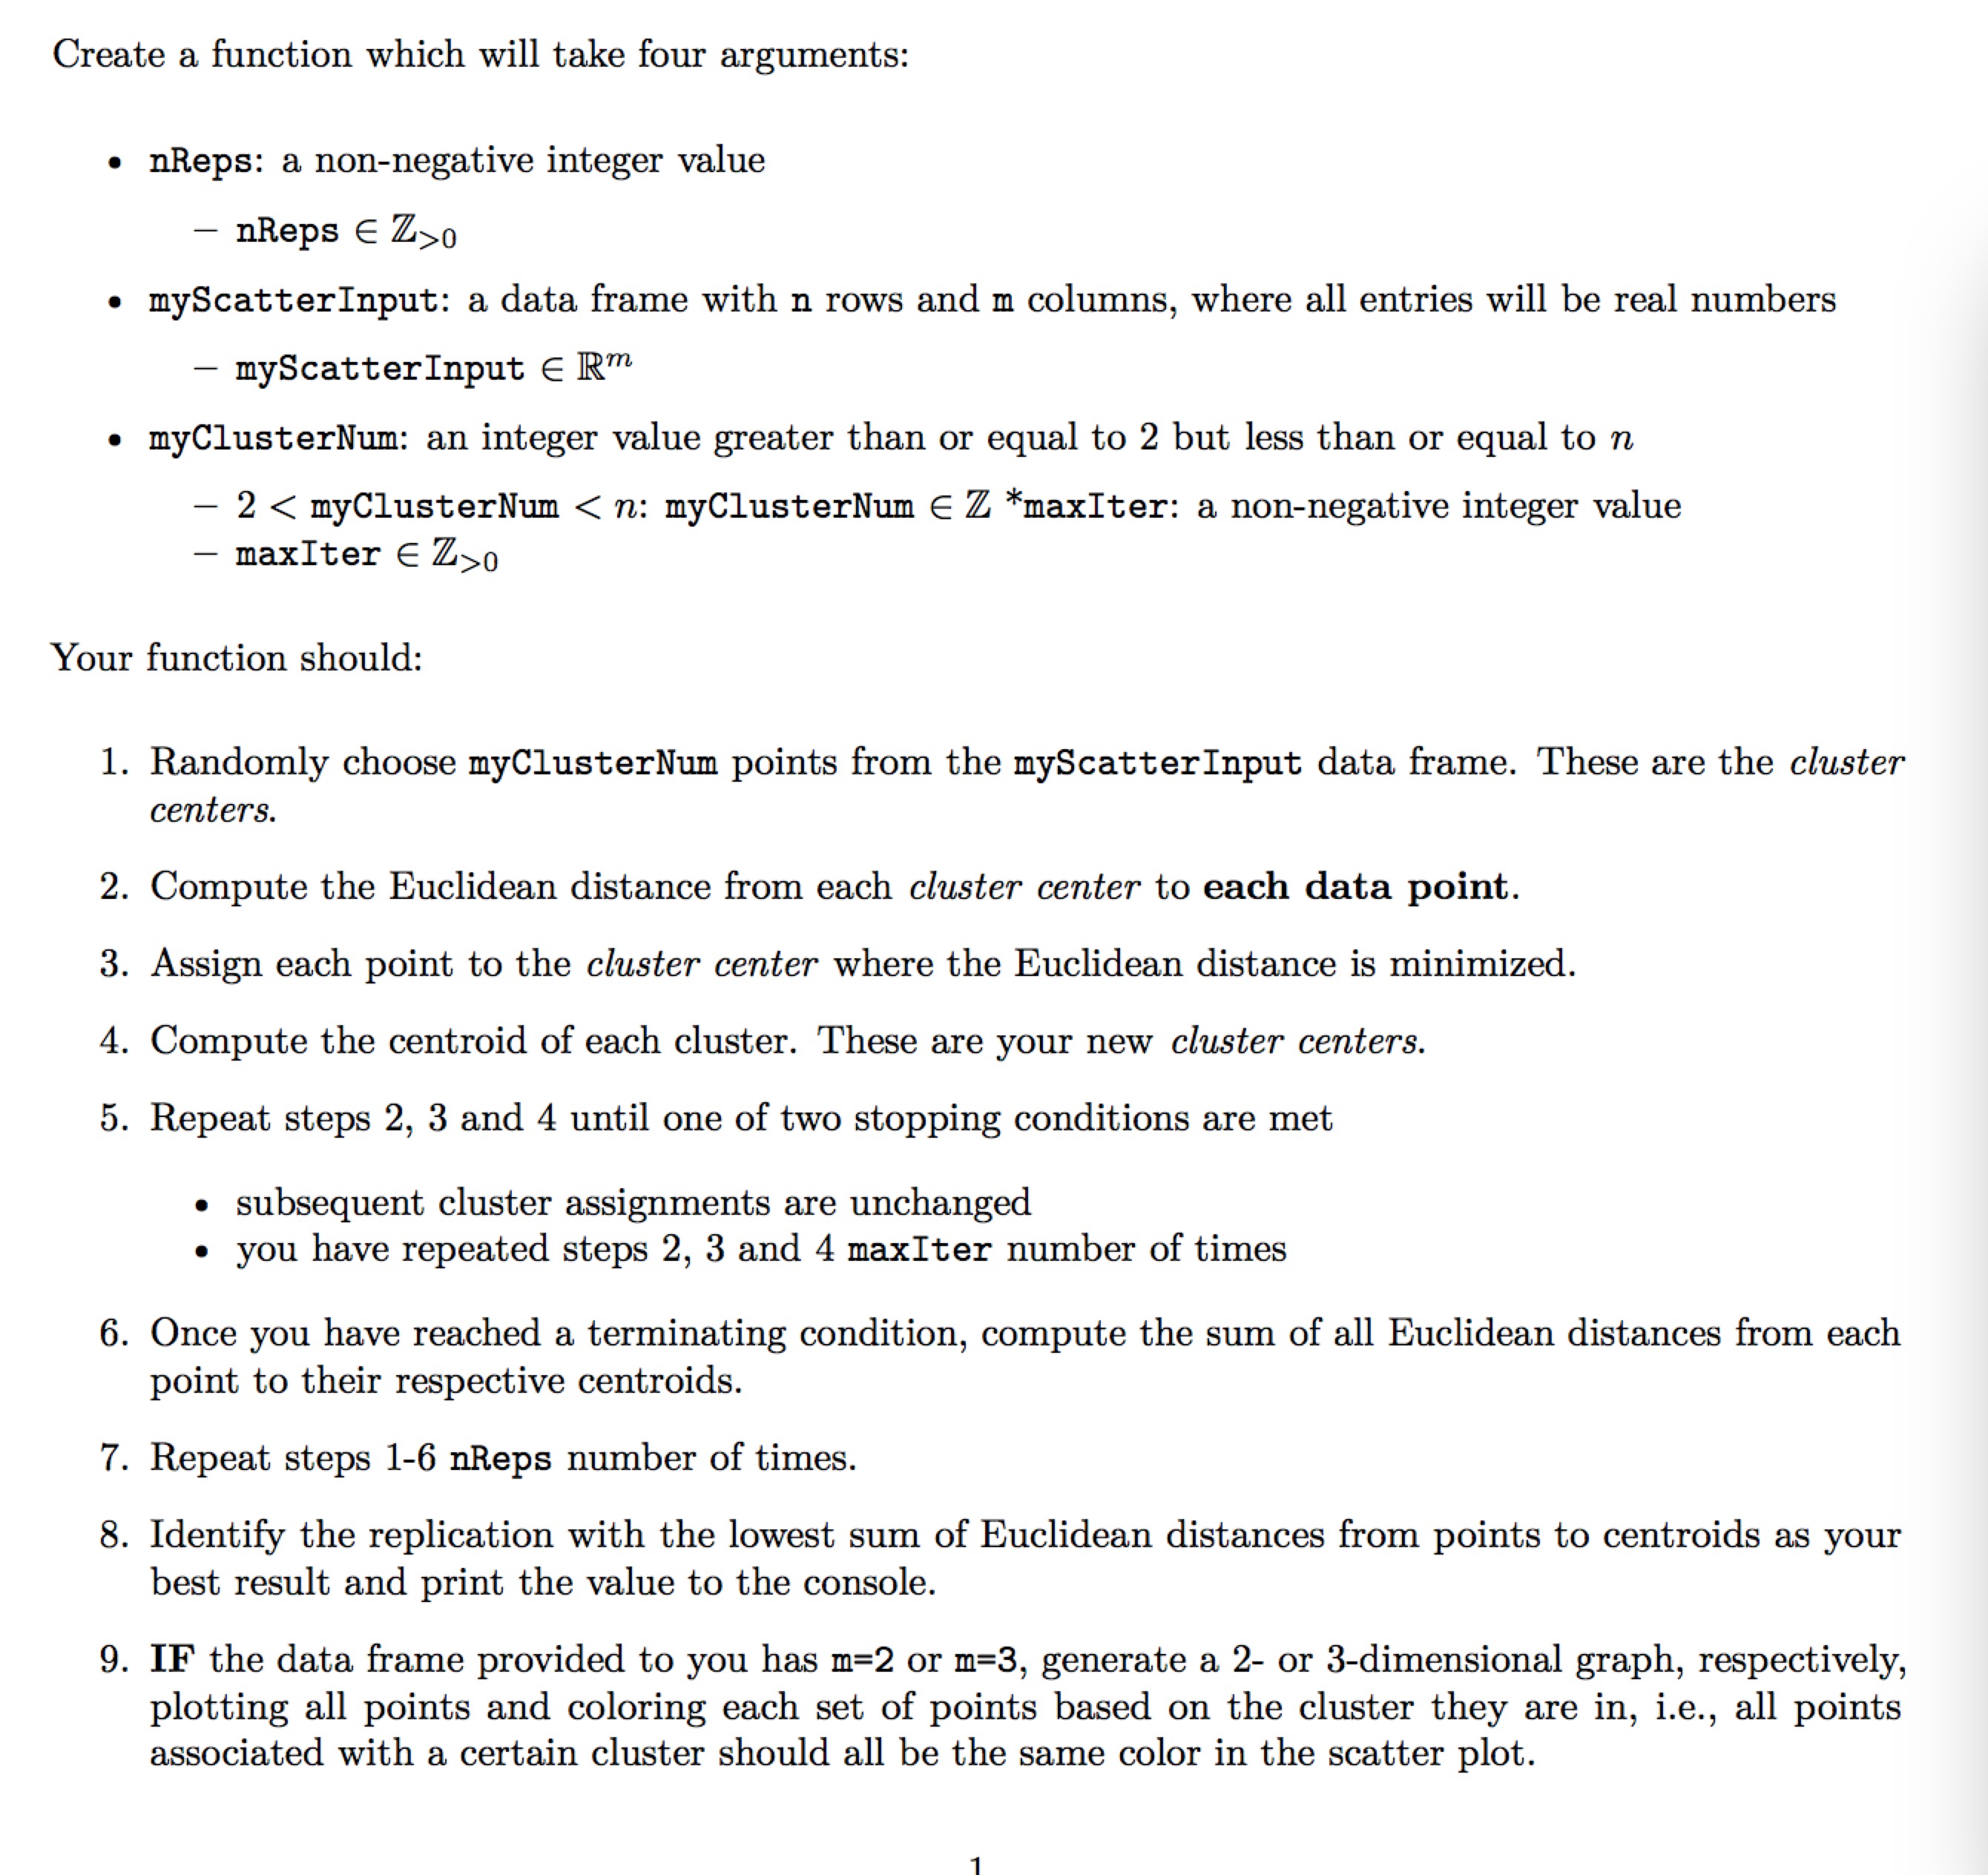 Create a function which will take four arguments:
• nReps: a non-negative integer value
– nReps ∈ ℤ>0
• myScatterInput: a data frame with n rows and m columns, where all entries will be real numbers
– myScatterInput ∈ ℝᵐ
• myClusterNum: an integer value greater than or equal to 2 but less than or equal to n
– 2 < myClusterNum < n: myClusterNum ∈ ℤ *maxIter: a non-negative integer value
– maxIter ∈ ℤ>0
Your function should:
1. Randomly choose myClusterNum points from the myScatterInput data frame. These are the cluster
centers.
2. Compute the Euclidean distance from each cluster center to each data point.
3. Assign each point to the cluster center where the Euclidean distance is minimized.
4. Compute the centroid of each cluster. These are your new cluster centers.
5. Repeat steps 2, 3 and 4 until one of two stopping conditions are met
• subsequent cluster assignments are unchanged
• you have repeated steps 2, 3 and 4 maxIter number of times
6. Once you have reached a terminating condition, compute the sum of all Euclidean distances from each
point to their respective centroids.
7. Repeat steps 1-6 nReps number of times.
8. Identify the replication with the lowest sum of Euclidean distances from points to centroids as your
best result and print the value to the console.
9. IF the data frame provided to you has m=2 or m=3, generate a 2- or 3-dimensional graph, respectively,
plotting all points and coloring each set of points based on the cluster they are in, i.e., all points
associated with a certain cluster should all be the same color in the scatter plot.
1